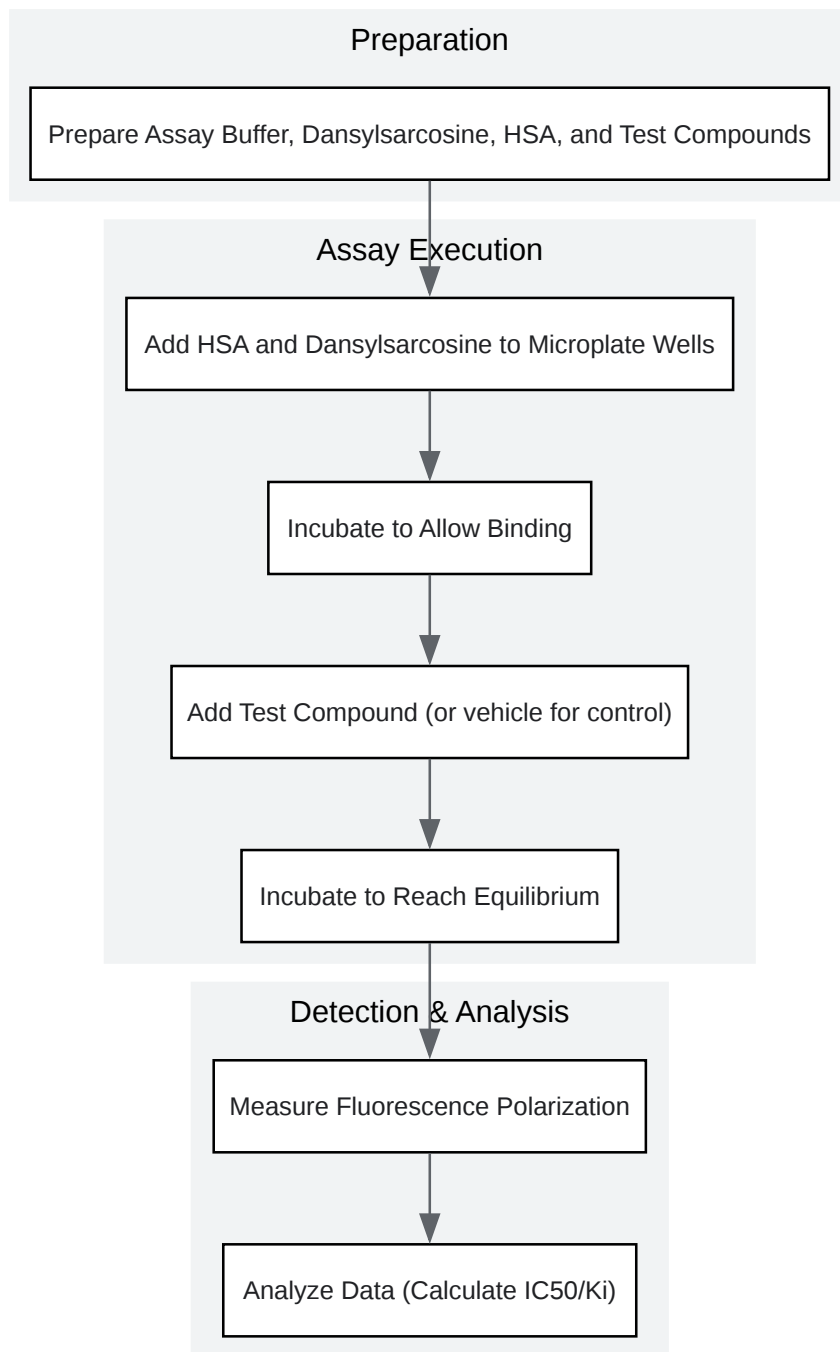 Preparation
Prepare Assay Buffer, Dansylsarcosine, HSA, and Test Compounds
Assay Execution
Add HSA and Dansylsarcosine to Microplate Wells
Incubate to Allow Binding
Add Test Compound (or vehicle for control)
Incubate to Reach Equilibrium
Detection & Analysis
Measure Fluorescence Polarization
Analyze Data (Calculate IC50/Ki)